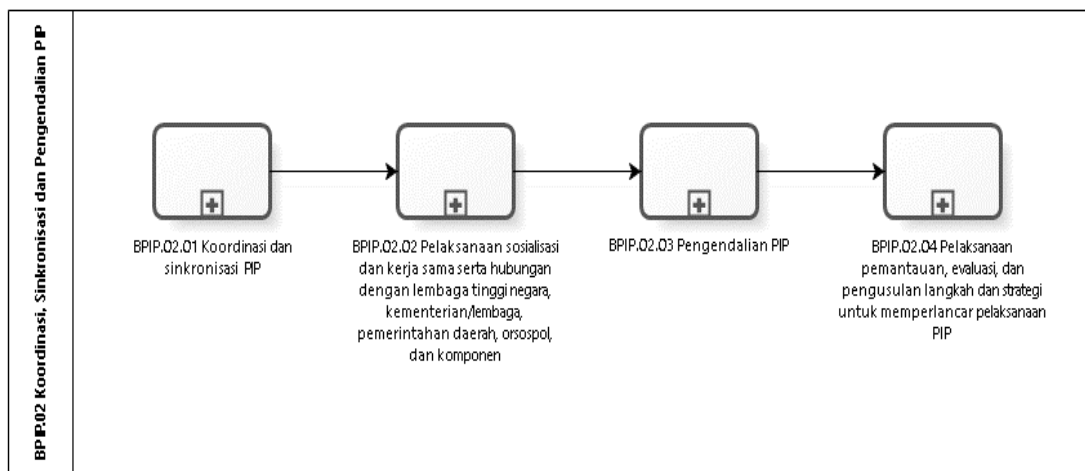 BPIP.02 Koordinasi, Sinkronisasi dan Pengendalian PIP
BPIP.02.01 Koordinasi dan
sinkronisasi PIP
BPIP.02.02 Pelaksanaan sosialisasi
dan kerja sama serta hubungan
dengan lembaga tinggi negara,
kementerian/lembaga,
pemerintahan daerah, orsospol,
dan komponen
BPIP.02.03 Pengendalian PIP
BPIP.02.04 Pelaksanaan
pemantauan, evaluasi, dan
pengusulan langkah dan strategi
untuk memperlancar pelaksanaan
PIP